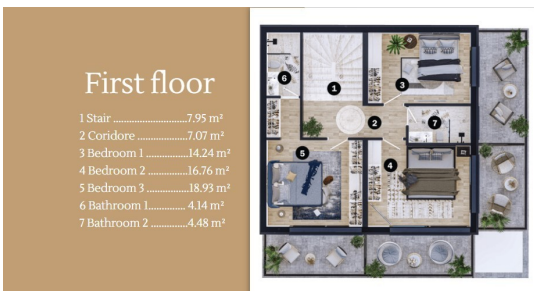 First floor
1 Stair ............................7.95 m²
2 Coridore ..................7.07 m²
3 Bedroom 1 ...............14.24 m²
4 Bedroom 2 ...............16.76 m²
5 Bedroom 3 ...............18.93 m²
6 Bathroom 1.............. 4.14 m²
7 Bathroom 2 ..............4.48 m²
6
1
3
2
7
5
4